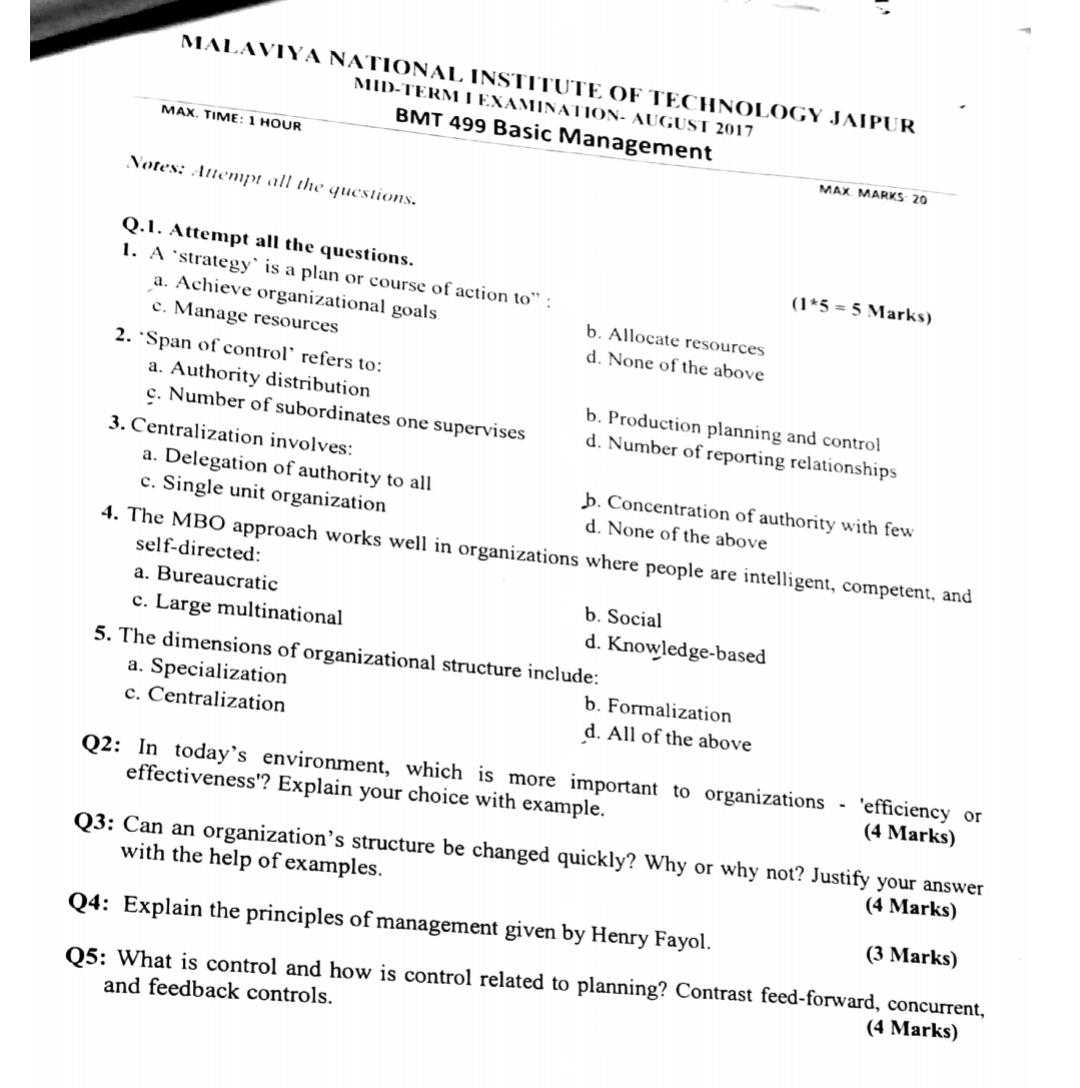 MALAVIYA NATIONAL INSTITUTE OF TECHNOLOGY JAIPUR
MID-TERM I EXAMINATION- AUGUST 2017
BMT 499 Basic Management
MAX. TIME: 1 HOUR
MAX. MARKS: 20
Notes: Attempt all the questions.
Q.1. Attempt all the questions.
(1*5 = 5 Marks)
1. A ‘strategy’ is a plan or course of action to” :
a. Achieve organizational goals
b. Allocate resources
c. Manage resources
d. None of the above
2. ‘Span of control’ refers to:
a. Authority distribution
b. Production planning and control
c. Number of subordinates one supervises
d. Number of reporting relationships
3. Centralization involves:
a. Delegation of authority to all
b. Concentration of authority with few
c. Single unit organization
d. None of the above
4. The MBO approach works well in organizations where people are intelligent, competent, and
self-directed:
a. Bureaucratic
b. Social
c. Large multinational
d. Knowledge-based
5. The dimensions of organizational structure include:
a. Specialization
b. Formalization
c. Centralization
d. All of the above
Q2: In today’s environment, which is more important to organizations - 'efficiency or
effectiveness'? Explain your choice with example.
(4 Marks)
Q3: Can an organization’s structure be changed quickly? Why or why not? Justify your answer
with the help of examples.
(4 Marks)
Q4: Explain the principles of management given by Henry Fayol.
(3 Marks)
Q5: What is control and how is control related to planning? Contrast feed-forward, concurrent,
and feedback controls.
(4 Marks)